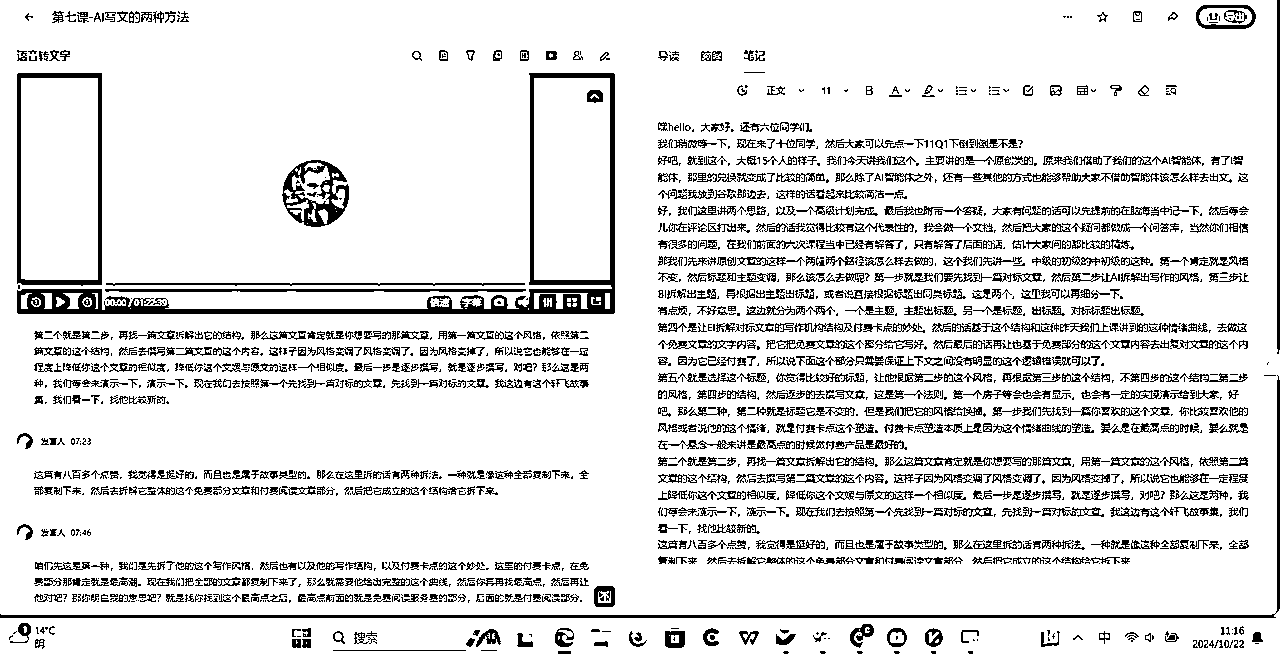 第七课-AI写文的两种方法
导出
语音转文字
00:00 / 01:22:39
倍速 字幕
第二个就是第二步，再找一篇文章拆解出它的结构。那么这篇文章肯定就是你想要写的那篇文章，用第一篇文章的这个风格，依照第二篇
文章的这个结构，然后去撰写第二篇文章的这个内容。这样子因为风格变调了风格变调了。因为风格变掉了，所以说它也能够在一定
程度上降低你这个文章的相似度，降低你这个文媛与原文的这样一个相似度。最后一步是逐步撰写，就是逐步撰写，对吧？那么这是两
种，我们等会来演示一下，演示一下。现在我们去按照第一个先找到一篇对标的文章，先找到一篇对标的文章。我这边有这个轩飞故事
集，我们看一下，找他比较新的。
发言人 07:23
这篇有八百多个点赞，我觉得是挺好的，而且也是属于故事类型的。那么在这里拆的话有两种拆法。一种就是像这种全部复制下来，全
部复制下来，然后去拆解它整体的这个免费部分文章和付费阅读文章部分，然后把它成立的这个结构给它拆下来。
发言人 07:46
咱们先这是第一种，我们是先拆了他的这个写作风格，然后也有以及他的写作结构，以及付费卡点的这个妙处。这里的付费卡点，在免
费部分那肯定就是最高潮。现在我们把全部的文章都复制下来了，那么就需要他给出完整的这个曲线，然后你再再找最高点，然后再让
他对吧？那你明白我的意思吧？就是找你找到这个最高点之后，最高点前面的就是免费阅读服务费的部分，后面的就是付费阅读部分。
导读 脑图 笔记
正文 11 B A
嘿hello，大家好。还有六位同学们。
我们稍微等一下，现在来了十位同学，然后大家可以先点一下11Q1下倒到倒是不是？
好吧，就到这个，大概15个人的样子。我们今天讲我们这个。主要讲的是一个原创类的。原来我们借助了我们的这个AI智能体，有了I智
能体，那里的兑换就变成了比较的简单。那么除了AI智能体之外，还有一些其他的方式也能够帮助大家不借助智能体该怎么样去出文。这
个问题我放到谷歌那边去，这样的话看起来比较简洁一点。
好，我们这里讲两个思路，以及一个高级计划完成。最后我也附带一个答疑，大家有问题的话可以先提前的在脑海当中记一下，然后等会
儿你在评论区打出来。然后的话我觉得比较有这个代表性的，我会做一个文档，然后把大家的这个疑问都做成一个问答库，当然你们相信
有很多的问题，在我们前面的六次课程当中已经有解答了，只有解答了后面的话，估计大家问的都比较的精炼。
那我们先来讲原创文章的这样一个两值两个路径该怎么样去做的，这个我们先讲一些。中级的初级的中初级的这种。第一个肯定就是风格
不变，然后标题和主题变调，那么该怎么去做呢？第一步就是我们要先找到一篇对标文章，然后第二步让AI拆解出写作的风格，第三步让
BI拆解出主题，再根据出主题出标题，或者说直接根据标题出同类标题。这是两个，这里我可以再细分一下。
有点烦，不好意思。这边就分为两个两个，一个是主题，主题出标题。另一个是标题，出标题，对标标题出标题。
第四个是让EI拆解对标文章的写作机构结构及付费卡点的妙处。然后的话基于这个结构和这种昨天我们上课讲到的这种情绪曲线，去做这
个免费文章的文字内容。把它把免费文章的这个部分给它写好。然后最后的话再让也基于免费部分的这个文章内容去出复对文章的这个内
容。因为它已经付费了，所以说下面这个部分只需要保证上下文之间没有明显的这个逻辑错误就可以了。
第五个就是选择这个标题，你觉得比较好的标题，让他根据第二步的这个风格，再根据第三步的这个结构，不第四步的这个结构二第二步
的风格，第四步的结构，然后逐步的去撰写文章，这是第一个法则。第一个房子等会也会有显示，也会有一定的实操演示给到大家，好
吧。那么第二种，第二种就是标题它是不变的，但是我们把它的风格给换掉。第一步我们先找到一篇你喜欢的这个文章，你比较喜欢他的
风格或者说他的这个情绪，就是付费卡点这个塑造。付费卡点塑造本质上是因为这个情绪曲线的塑造。要么是在最高点的时候，要么就是
在一个悬念一般来讲是最高点的时候做付费产品是最好的。
第二个就是第二步，再找一篇文章拆解出它的结构。那么这篇文章肯定就是你想要写的那篇文章，用第一篇文章的这个风格，依照第二篇
文章的这个结构，然后去撰写第二篇文章的这个内容。这样子因为风格变调了风格变调了。因为风格变掉了，所以说它也能够在一定程度
上降低你这个文章的相似度，降低你这个文媛与原文的这样一个相似度。最后一步是逐步撰写，就是逐步撰写，对吧？那么这是两种，我
们等会来演示一下，演示一下。现在我们去按照第一个先找到一篇对标的文章，先找到一篇对标的文章。我这边有这个轩飞故事集，我们
看一下，找他比较新的。
这篇有八百多个点赞，我觉得是挺好的，而且也是属于故事类型的。那么在这里拆的话有两种拆法。一种就是像这种全部复制下来，全部
复制下来，然后去拆解它整体的这个免费部分文章和付费阅读文章部分，然后把它成立的这个结构给它拆下来
14°C
阴
搜索
中
11:16
2024/10/22